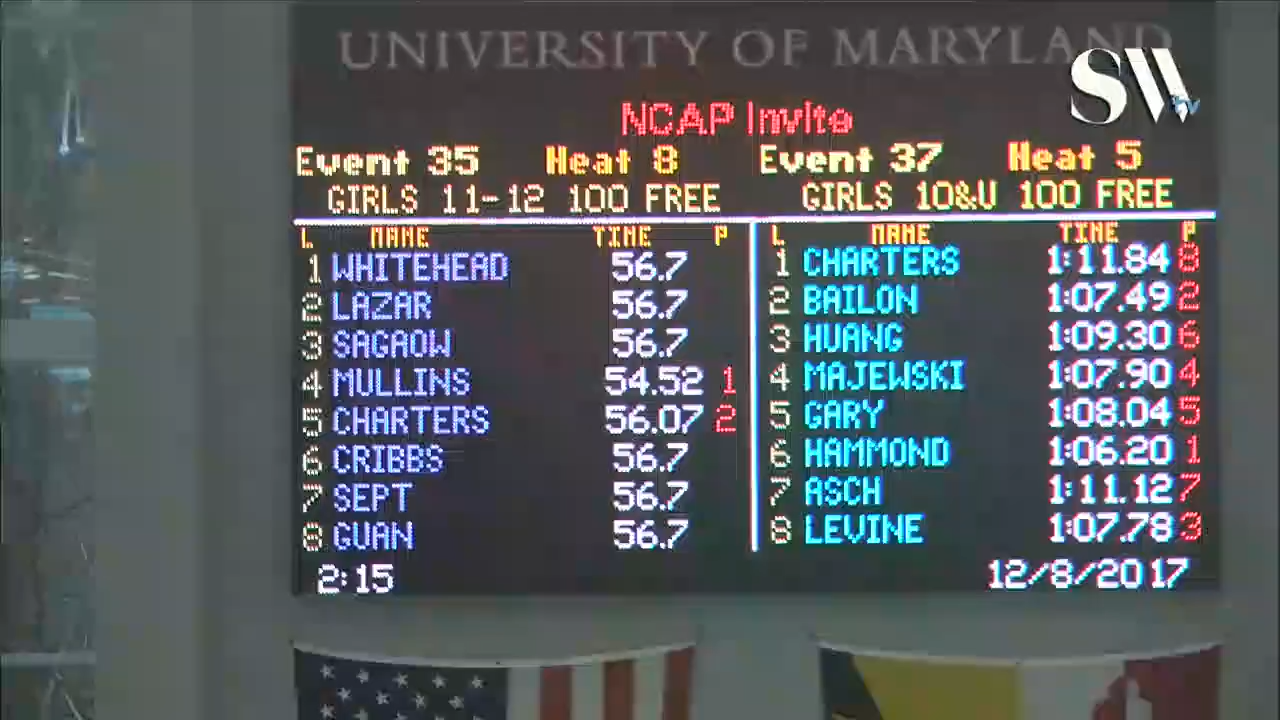 UNIVERSITY OF MARYLAND
SW
tv
NCAP Invite
Event 35 Heat 8 Event 37 Heat 5
GIRLS 11-12 100 FREE GIRLS 10&U 100 FREE
L NAME TIME P L NAME TIME P
1 WHITEHEAD 56.7 1 CHARTERS 1:11.84 8
2 LAZAR 56.7 2 BAILON 1:07.49 2
3 SAGAOW 56.7 3 HUANG 1:09.30 6
4 MULLINS 54.52 1 4 MAJEWSKI 1:07.90 4
5 CHARTERS 56.07 2 5 GARY 1:08.04 5
6 CRIBBS 56.7 6 HAMMOND 1:06.20 1
7 SEPT 56.7 7 ASCH 1:11.12 7
8 GUAN 56.7 8 LEVINE 1:07.78 3
2:15 12/8/2017